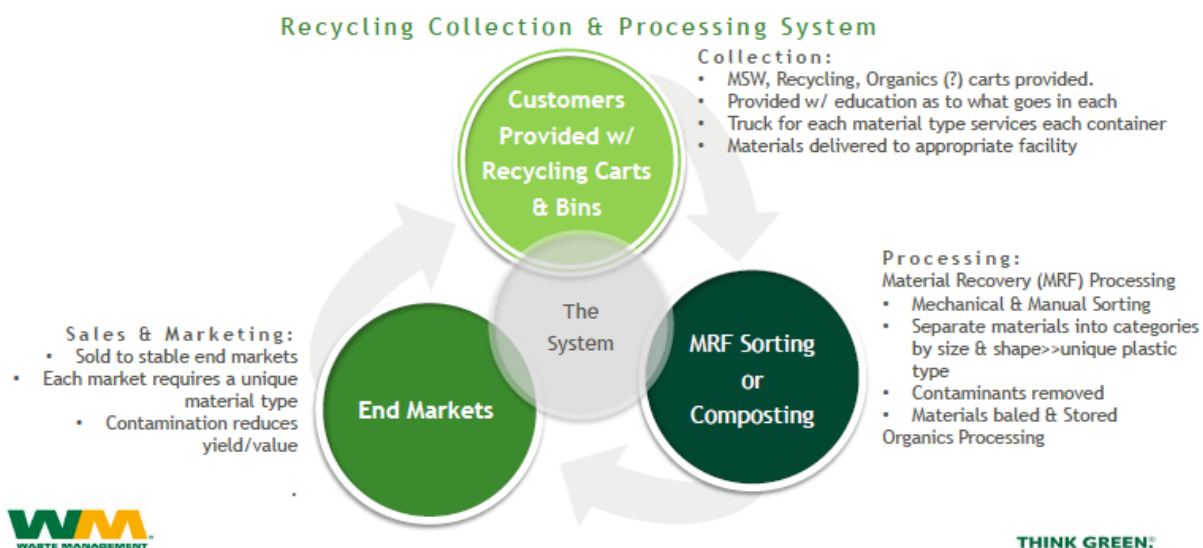 Recycling Collection & Processing System
Collection:
• MSW, Recycling, Organics (?) carts provided.
• Provided w/ education as to what goes in each
• Truck for each material type services each container
• Materials delivered to appropriate facility
Customers
Provided w/
Recycling Carts
& Bins
Processing:
Material Recovery (MRF) Processing
• Mechanical & Manual Sorting
• Separate materials into categories
by size & shape>>unique plastic
type
• Contaminants removed
• Materials baled & Stored
Organics Processing
The
System
MRF Sorting
or
Composting
Sales & Marketing:
• Sold to stable end markets
• Each market requires a unique
material type
• Contamination reduces
yield/value
.
End Markets
WM
WASTE MANAGEMENT
THINK GREEN®